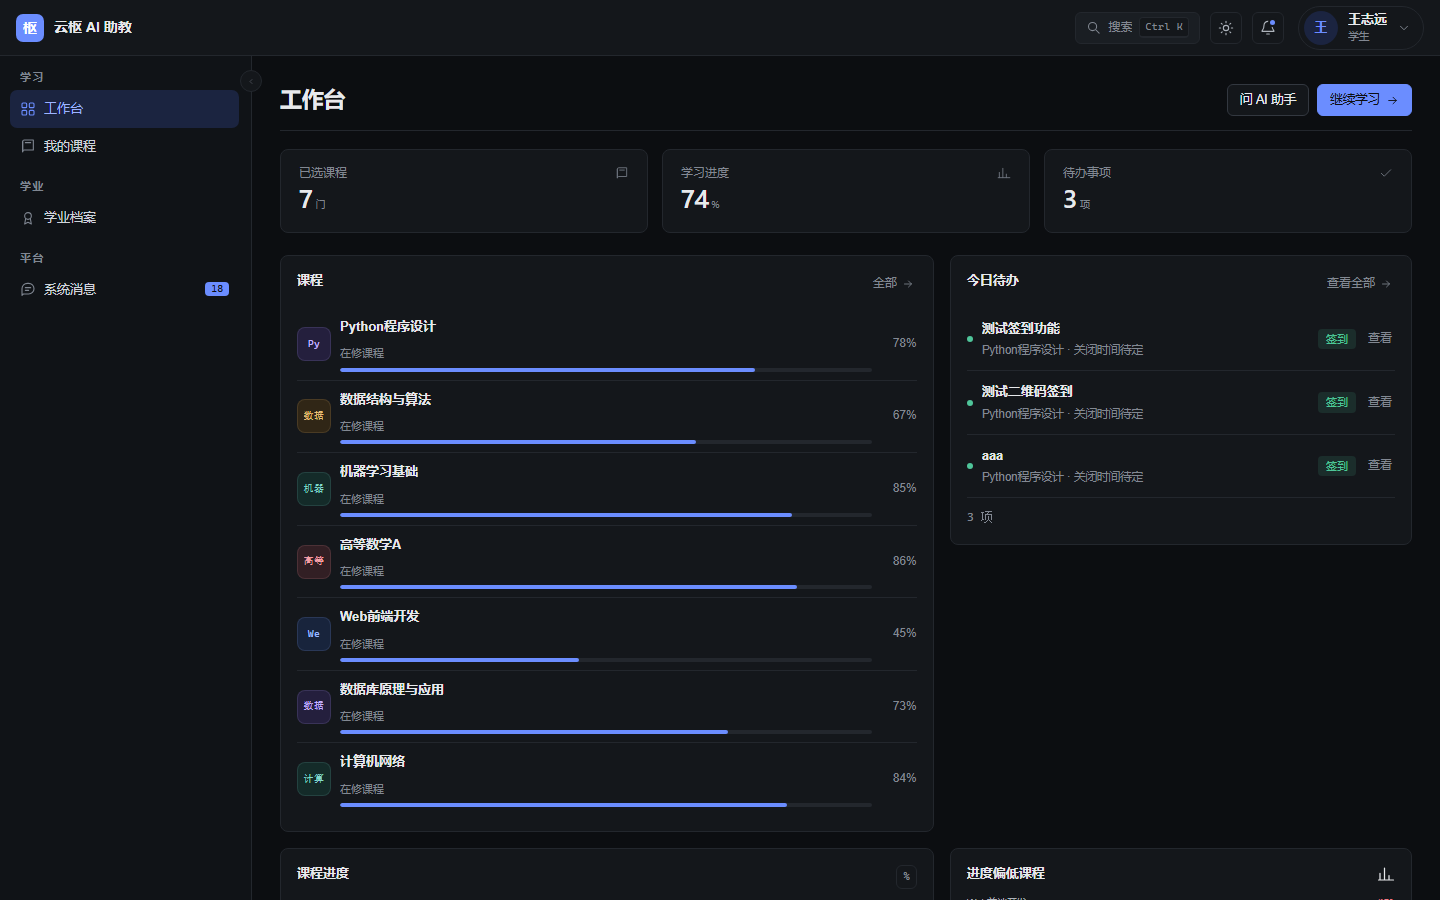 枢 云枢 AI 助教
搜索 Ctrl K
王 王志远
学生
学习
工作台
我的课程
学业
学业档案
平台
系统消息 18
工作台
问 AI 助手 继续学习 →
已选课程
7 门
学习进度
74 %
待办事项
3 项
课程 全部 →
Py Python程序设计
在修课程
78%
数据 数据结构与算法
在修课程
67%
机器 机器学习基础
在修课程
85%
高等 高等数学A
在修课程
86%
We Web前端开发
在修课程
45%
数据 数据库原理与应用
在修课程
73%
计算 计算机网络
在修课程
84%
今日待办 查看全部 →
测试签到功能
Python程序设计 · 关闭时间待定
签到 查看
测试二维码签到
Python程序设计 · 关闭时间待定
签到 查看
aaa
Python程序设计 · 关闭时间待定
签到 查看
3 项
课程进度 %
进度偏低课程